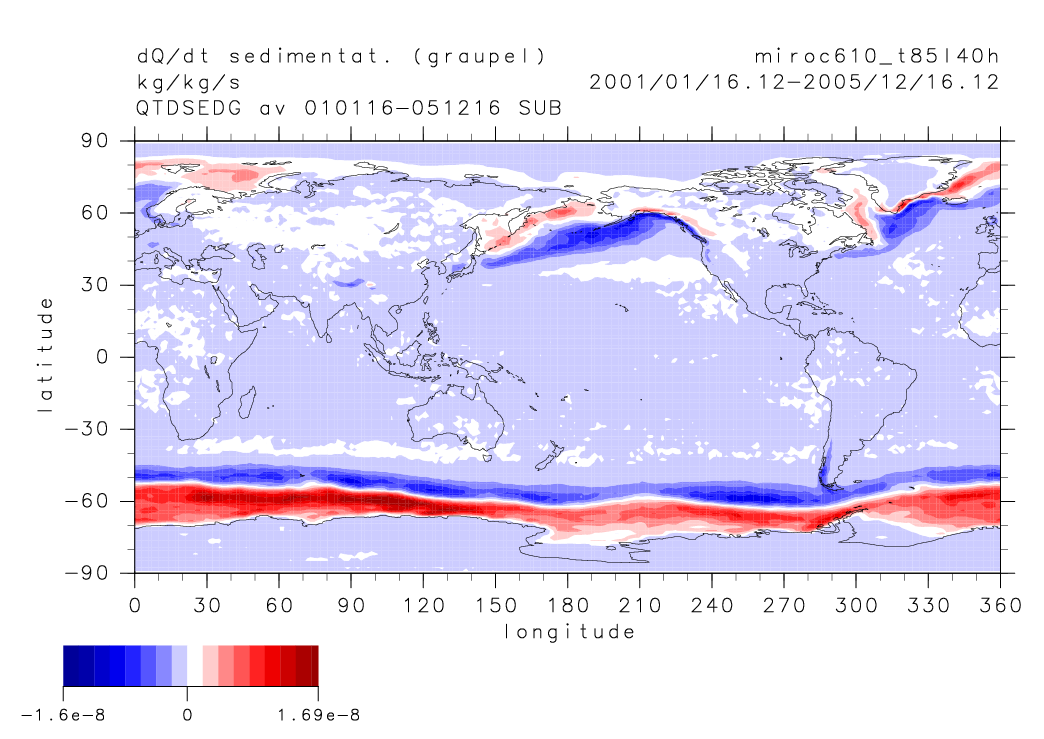 dQ/dt sedimentat. (graupel) miroc610_t85l40h
kg/kg/s 2001/01/16.12-2005/12/16.12
QTDSEDG av 010116-051216 SUB
90
60
30
0
-30
-60
-90
latitude
0 30 60 90 120 150 180 210 240 270 300 330 360
longitude
-1.6e-8 0 1.69e-8